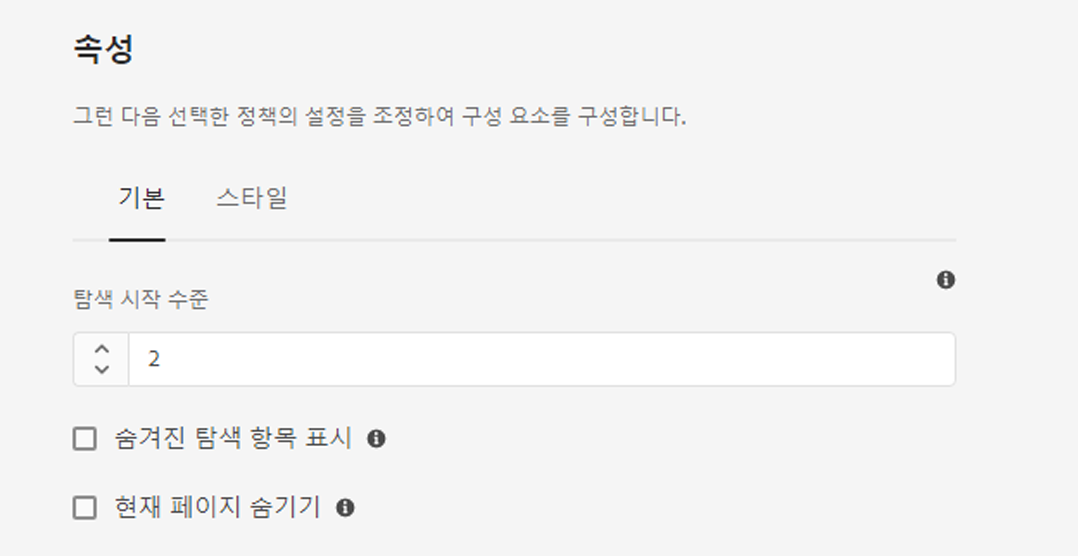 속성
그런 다음 선택한 정책의 설정을 조정하여 구성 요소를 구성합니다.
기본 스타일
탐색 시작 수준
2
숨겨진 탐색 항목 표시
현재 페이지 숨기기